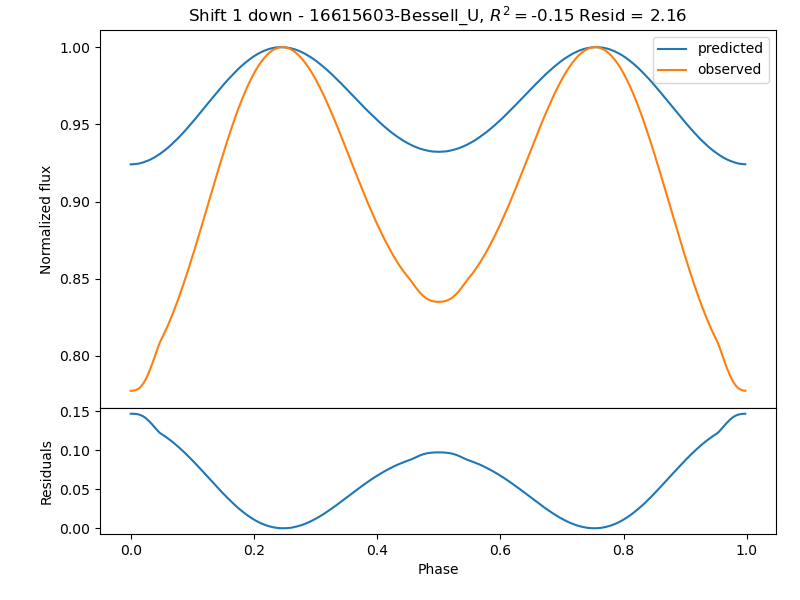 Shift 1 down - 16615603-Bessell_U, $R^2$ = -0.15 Resid = 2.16
predicted
observed
1.00
0.95
0.90
0.85
0.80
Normalized flux
0.15
0.10
0.05
0.00
Residuals
0.0 0.2 0.4 0.6 0.8 1.0
Phase